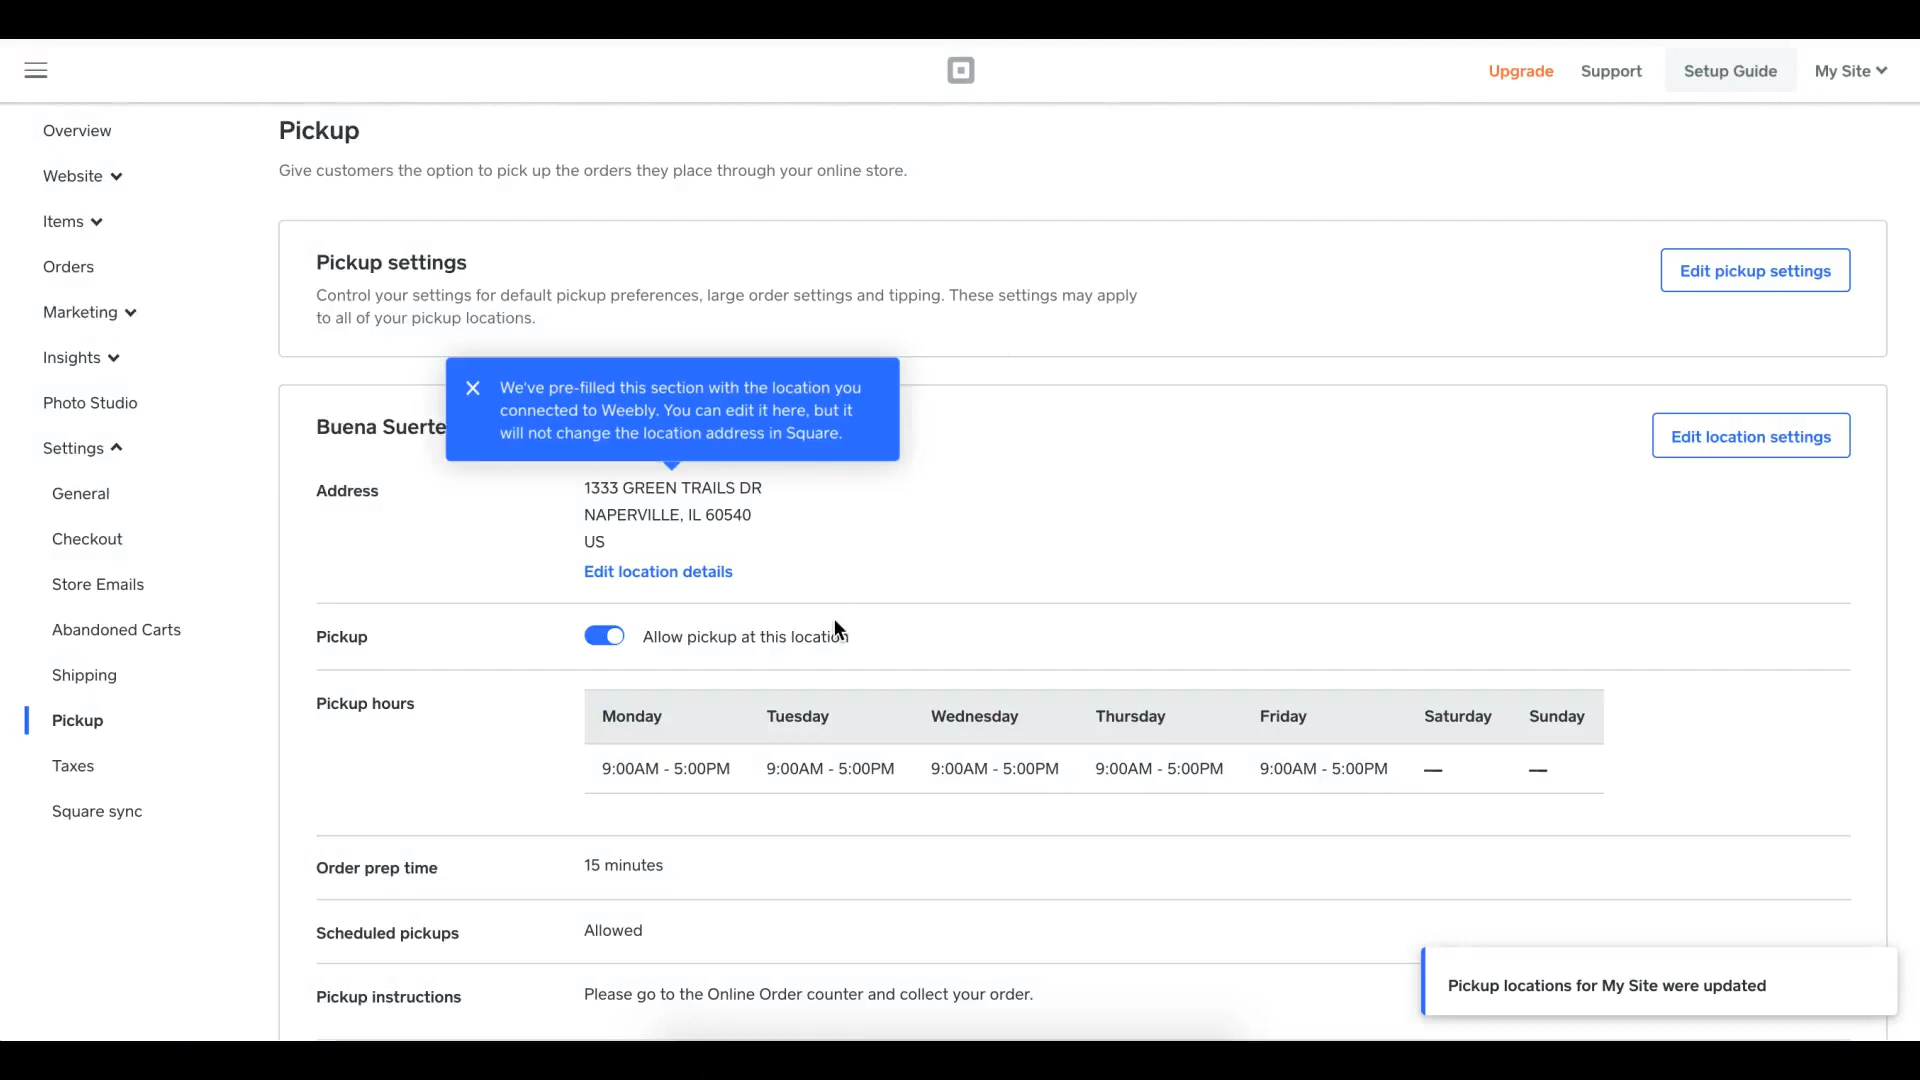 Upgrade Support Setup Guide My Site
Overview
Website
Items
Orders
Marketing
Insights
Photo Studio
Settings
General
Checkout
Store Emails
Abandoned Carts
Shipping
Pickup
Taxes
Square sync
Pickup
Give customers the option to pick up the orders they place through your online store.
Pickup settings
Edit pickup settings
Control your settings for default pickup preferences, large order settings and tipping. These settings may apply
to all of your pickup locations.
We've pre-filled this section with the location you
connected to Weebly. You can edit it here, but it
will not change the location address in Square.
Buena Suerte
Edit location settings
Address
1333 GREEN TRAILS DR
NAPERVILLE, IL 60540
US
Edit location details
Pickup
Allow pickup at this location
Pickup hours
Monday Tuesday Wednesday Thursday Friday Saturday Sunday
9:00AM - 5:00PM 9:00AM - 5:00PM 9:00AM - 5:00PM 9:00AM - 5:00PM 9:00AM - 5:00PM — —
Order prep time
15 minutes
Scheduled pickups
Allowed
Pickup instructions
Please go to the Online Order counter and collect your order.
Pickup locations for My Site were updated